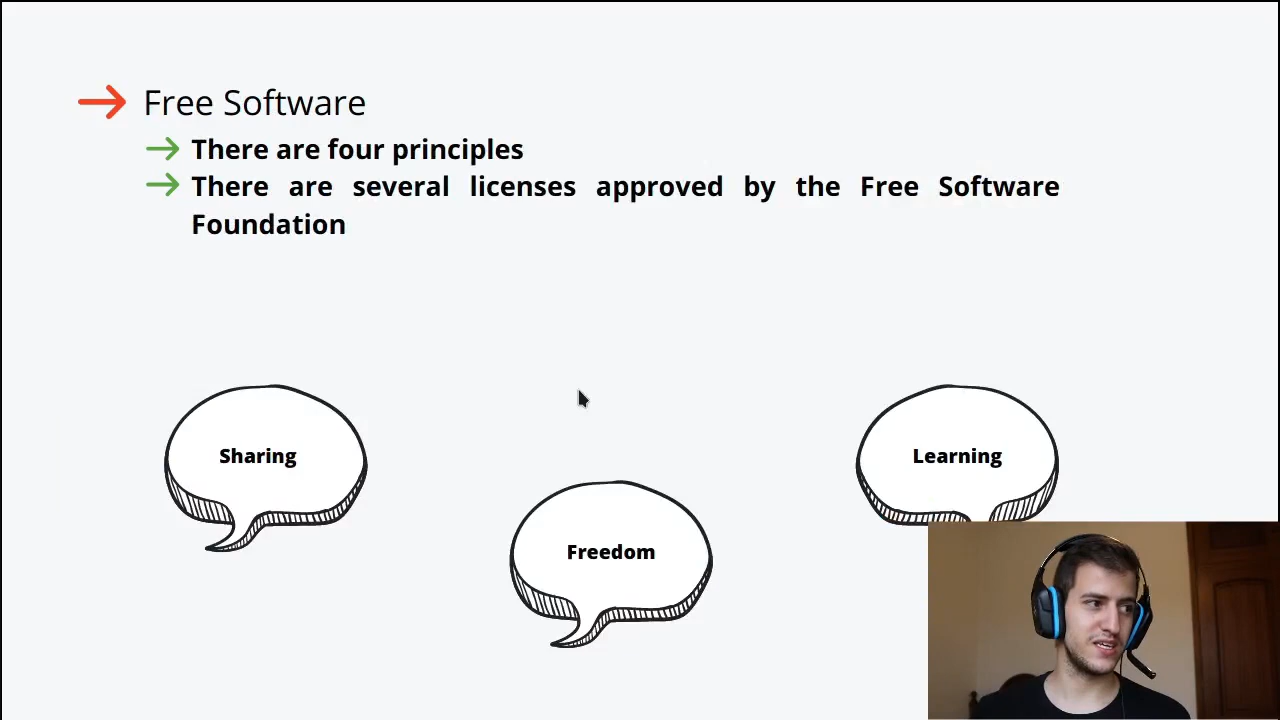 Free Software
There are four principles
There are several licenses approved by the Free Software
Foundation
Sharing
Learning
Freedom